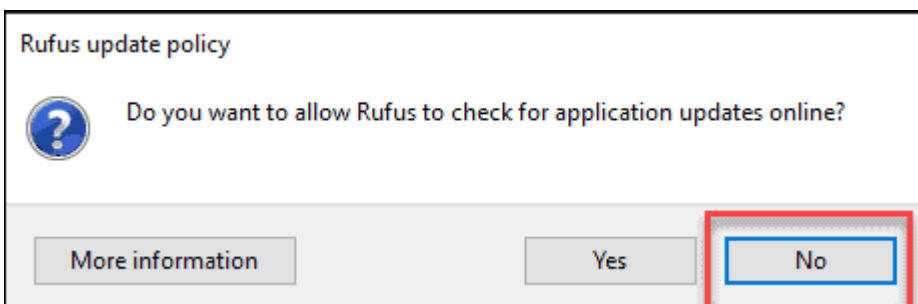 Rufus update policy
Do you want to allow Rufus to check for application updates online?
More information Yes No